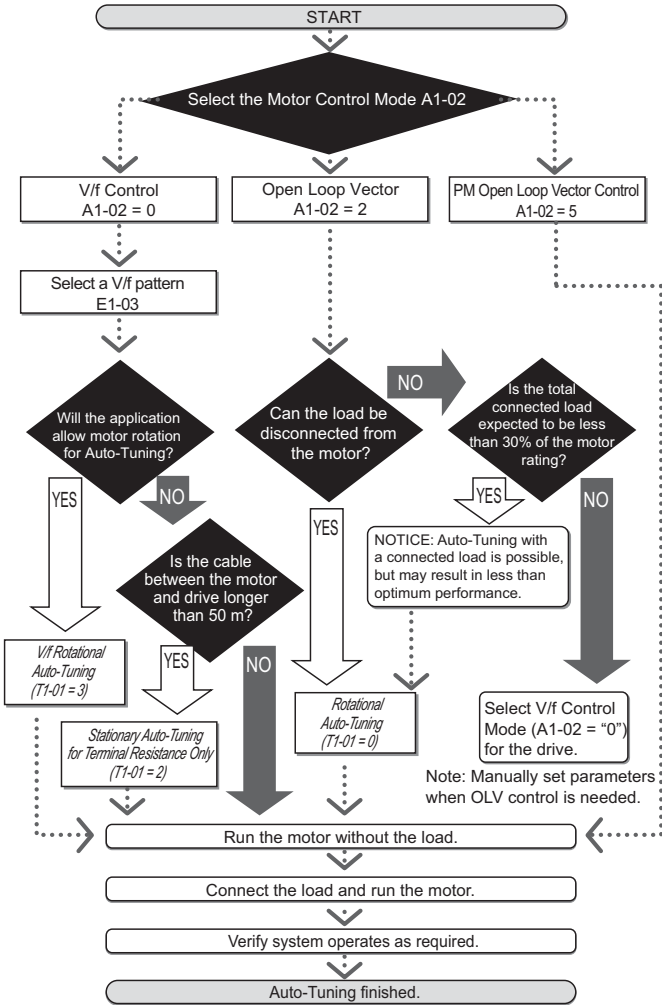 START
Select the Motor Control Mode A1-02
V/f Control
A1-02 = 0
Open Loop Vector
A1-02 = 2
PM Open Loop Vector Control
A1-02 = 5
Select a V/f pattern
E1-03
Will the application
allow motor rotation
for Auto-Tuning?
Can the load be
disconnected from
the motor?
NO
Is the total
connected load
expected to be less
than 30% of the motor
rating?
YES
NO
YES
YES
NO
NOTICE: Auto-Tuning with
a connected load is possible,
but may result in less than
optimum performance.
Is the cable
between the motor
and drive longer
than 50 m?
V/f Rotational
Auto-Tuning
(T1-01 = 3)
YES
NO
Stationary Auto-Tuning
for Terminal Resistance Only
(T1-01 = 2)
Rotational
Auto-Tuning
(T1-01 = 0)
Select V/f Control
Mode (A1-02 = “0”)
for the drive.
Note: Manually set parameters
when OLV control is needed.
Run the motor without the load.
Connect the load and run the motor.
Verify system operates as required.
Auto-Tuning finished.